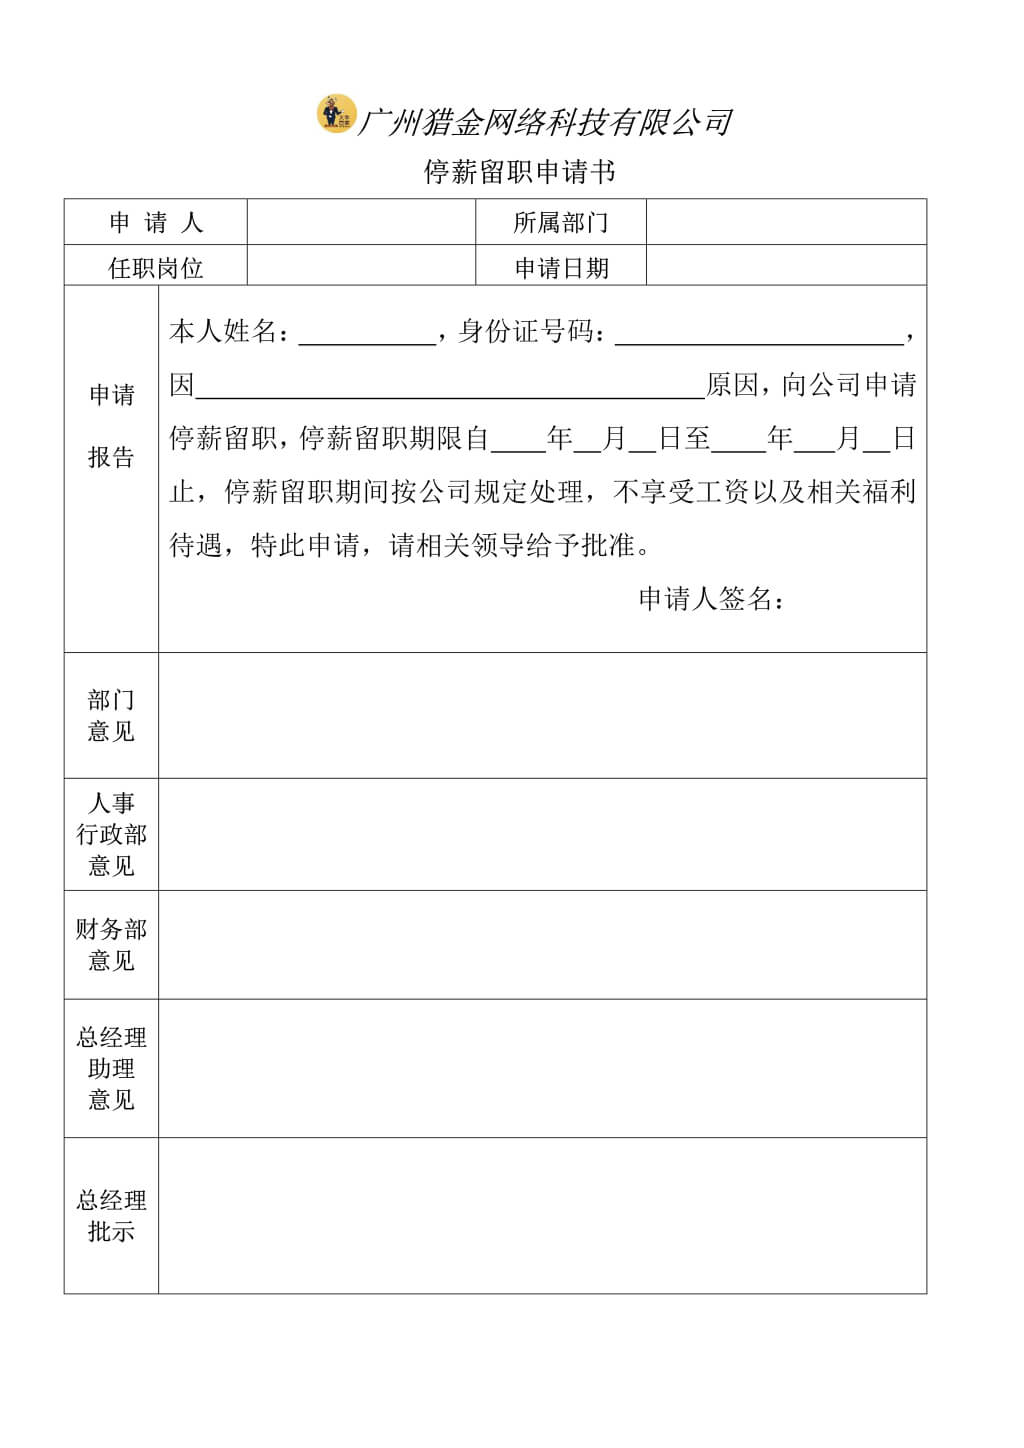 广州猎金网络科技有限公司
停薪留职申请书
申 请 人 所属部门
任职岗位 申请日期
申请
报告
本人姓名：__________，身份证号码：_____________________，
因_____________________________________原因，向公司申请
停薪留职，停薪留职期限自____年__月__日至____年___月__日
止，停薪留职期间按公司规定处理，不享受工资以及相关福利
待遇，特此申请，请相关领导给予批准。
申请人签名：
部门
意见
人事
行政部
意见
财务部
意见
总经理
助理
意见
总经理
批示